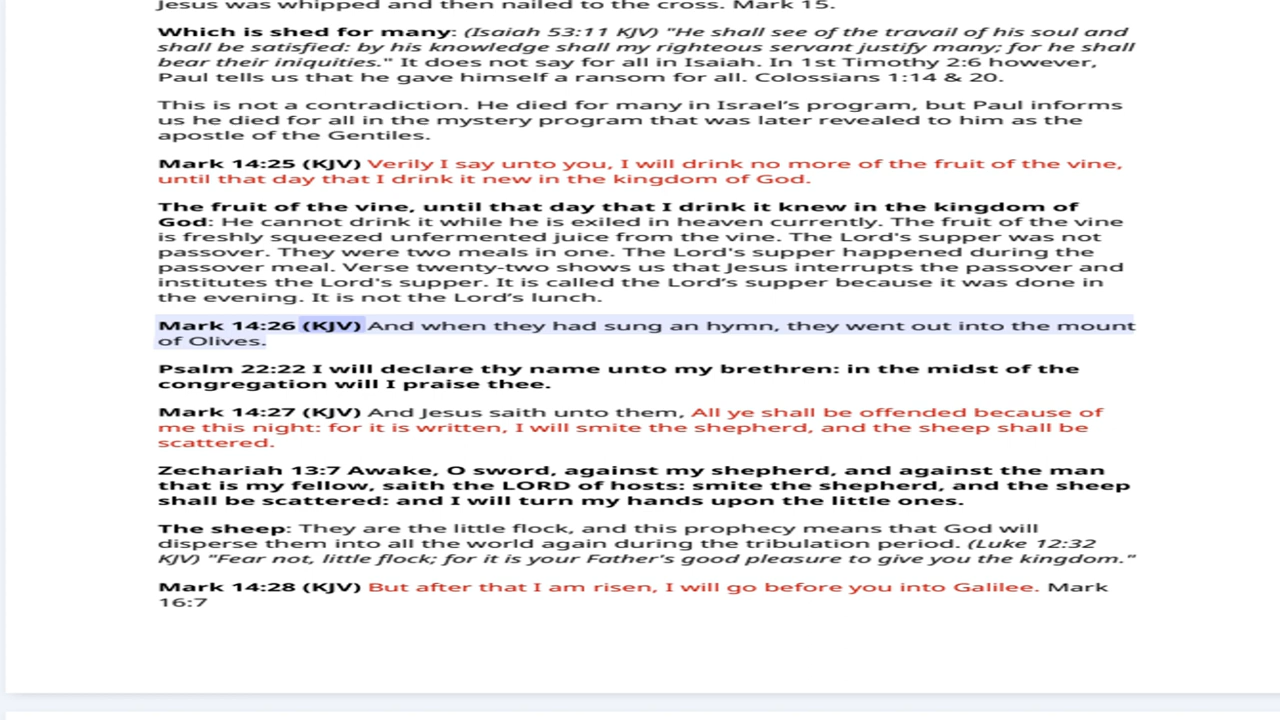 Jesus was whipped and then nailed to the cross. Mark 15.
Which is shed for many: (Isaiah 53:11 KJV) "He shall see of the travail of his soul and
shall be satisfied: by his knowledge shall my righteous servant justify many; for he shall
bear their iniquities." It does not say for all in Isaiah. In 1st Timothy 2:6 however,
Paul tells us that he gave himself a ransom for all. Colossians 1:14 & 20.
This is not a contradiction. He died for many in Israel’s program, but Paul informs
us he died for all in the mystery program that was later revealed to him as the
apostle of the Gentiles.
Mark 14:25 (KJV) Verily I say unto you, I will drink no more of the fruit of the vine,
until that day that I drink it new in the kingdom of God.
The fruit of the vine, until that day that I drink it knew in the kingdom of
God: He cannot drink it while he is exiled in heaven currently. The fruit of the vine
is freshly squeezed unfermented juice from the vine. The Lord's supper was not
passover. They were two meals in one. The Lord's supper happened during the
passover meal. Verse twenty-two shows us that Jesus interrupts the passover and
institutes the Lord's supper. It is called the Lord’s supper because it was done in
the evening. It is not the Lord’s lunch.
Mark 14:26 (KJV) And when they had sung an hymn, they went out into the mount
of Olives.
Psalm 22:22 I will declare thy name unto my brethren: in the midst of the
congregation will I praise thee.
Mark 14:27 (KJV) And Jesus saith unto them, All ye shall be offended because of
me this night: for it is written, I will smite the shepherd, and the sheep shall be
scattered.
Zechariah 13:7 Awake, O sword, against my shepherd, and against the man
that is my fellow, saith the LORD of hosts: smite the shepherd, and the sheep
shall be scattered: and I will turn my hands upon the little ones.
The sheep: They are the little flock, and this prophecy means that God will
disperse them into all the world again during the tribulation period. (Luke 12:32
KJV) "Fear not, little flock; for it is your Father's good pleasure to give you the kingdom."
Mark 14:28 (KJV) But after that I am risen, I will go before you into Galilee. Mark
16:7